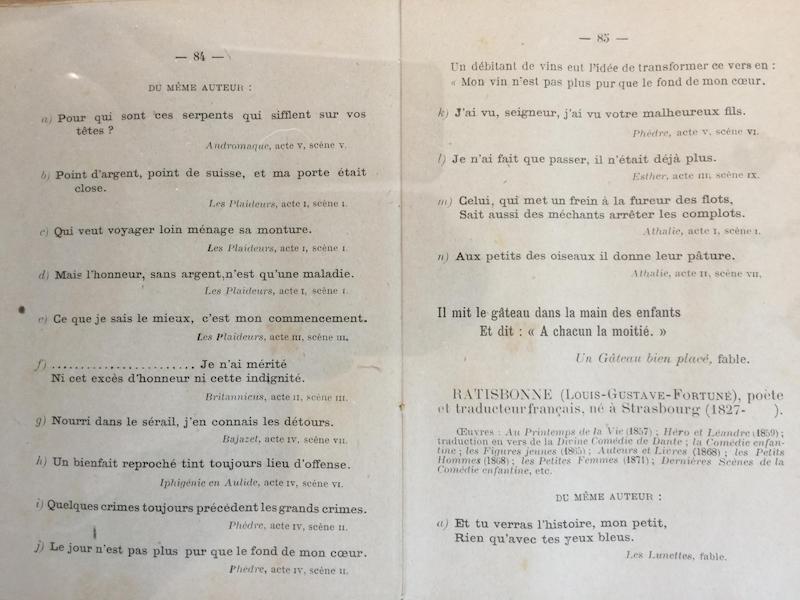 — 84 —
DU MÊME AUTEUR :
a) Pour qui sont ces serpents qui sifflent sur vos
têtes ?
Andromaque, acte V, scène V.
b) Point d'argent, point de suisse, et ma porte était
close.
Les Plaideurs, acte I, scène I.
c) Qui veut voyager loin ménage sa monture.
Les Plaideurs, acte I, scène I.
d) Mais l'honneur, sans argent, n'est qu'une maladie.
Les Plaideurs, acte I, scène I.
e) Ce que je sais le mieux, c'est mon commencement.
Les Plaideurs, acte III, scène III.
f) ........................ Je n'ai mérité
Ni cet excès d'honneur ni cette indignité.
Britannicus, acte II, scène III.
g) Nourri dans le sérail, j'en connais les détours.
Bajazet, acte IV, scène VII.
h) Un bienfait reproché tint toujours lieu d'offense.
Iphigénie en Aulide, acte IV, scène VI.
i) Quelques crimes toujours précèdent les grands crimes.
Phèdre, acte IV, scène II.
j) Le jour n'est pas plus pur que le fond de mon cœur.
Phèdre, acte IV, scène II.
— 85 —
Un débitant de vins eut l'idée de transformer ce vers en :
« Mon vin n'est pas plus pur que le fond de mon cœur.
k) J'ai vu, seigneur, j'ai vu votre malheureux fils.
Phèdre, acte V, scène VI.
l) Je n'ai fait que passer, il n'était déjà plus.
Esther, acte III, scène IX.
m) Celui, qui met un frein à la fureur des flots,
Sait aussi des méchants arrêter les complots.
Athalie, acte I, scène I.
n) Aux petits des oiseaux il donne leur pâture.
Athalie, acte II, scène VII.
Il mit le gâteau dans la main des enfants
Et dit : « A chacun la moitié. »
Un Gâteau bien placé, fable.
RATISBONNE (Louis-Gustave-Fortuné), poète
et traducteur français, né à Strasbourg (1827- ).
Œuvres : Au Printemps de la Vie (1857) ; Héro et Léandre (1859) ;
traduction en vers de la Divine Comédie de Dante ; la Comédie enfan-
tine ; les Figures jeunes (1865) ; Auteurs et Livres (1868) ; les Petits
Hommes (1868) ; les Petites Femmes (1871) ; Dernières Scènes de la
Comédie enfantine, etc.
DU MÊME AUTEUR :
a) Et tu verras l'histoire, mon petit,
Rien qu'avec tes yeux bleus.
Les Lunettes, fable.